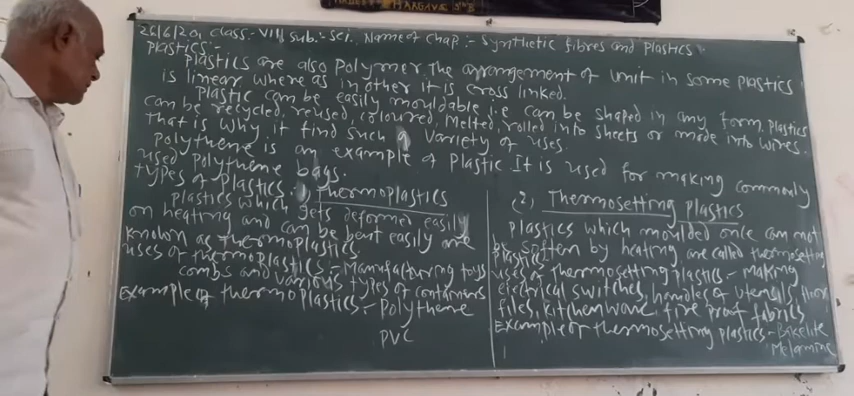 HARGAVE SUB
25/6/20, class:- VIII sub:- Sci. Name of chap:- Synthetic fibres and plastics
Plastics:-
Plastics are also Polymer. The arrangement of unit in some plastics
is linear where as in other it is cross linked.
Plastic can be easily mouldable i.e can be shaped in any form. Plastics
can be recycled, reused, coloured, Melted, rolled into sheets or made into wires.
That is why it find such a variety of uses.
Polythene is an example of plastic It is used for making commonly
used polythene bags.
Types of Plastics. 1) Thermoplastics
Plastics which gets deformed easily
on heating and can be bent easily are
known as thermoplastics
uses of thermoplastics:- Manufacturing toys
combs and various types of containers
Example of thermoplastics:- Polytheme
PVC
(2) Thermosetting Plastics
Plastics which moulded once can not
be soften by heating are called thermosetting
plastics
uses of thermosetting plastics:- Making
electrical switches, handles of utensils, floor
tiles, kitchenware, fire proof fabrics
Example of thermosetting plastics:- Bakelite
Melamine